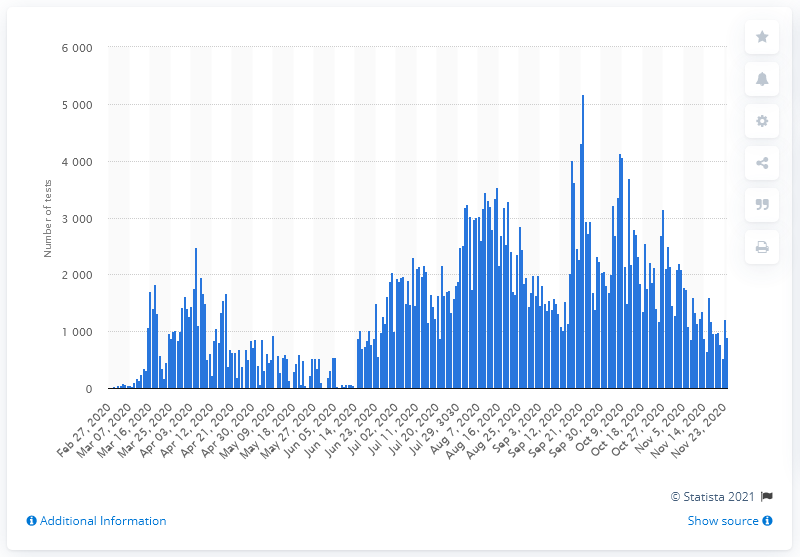 6 000
5 000
4 000
3 000
2 000
1 000
0
Number of tests
Feb 27, 2020
Mar 07, 2020
Mar 16, 2020
Mar 25, 2020
Apr 03, 2020
Apr 12, 2020
Apr 21, 2020
Apr 30, 2020
May 09, 2020
May 18, 2020
May 27, 2020
Jun 05, 2020
Jun 14, 2020
Jun 23, 2020
Jul 02, 2020
Jul 11, 2020
Jul 20, 2020
Jul 29, 3030
Aug 7, 2020
Aug 16, 2020
Aug 25, 2020
Sep 3, 2020
Sep 12, 2020
Sep 21, 2020
Sep 30, 2020
Oct 9, 2020
Oct 18, 2020
Oct 27, 2020
Nov 5, 2020
Nov 14, 2020
Nov 23, 2020
© Statista 2021
Additional Information
Show source